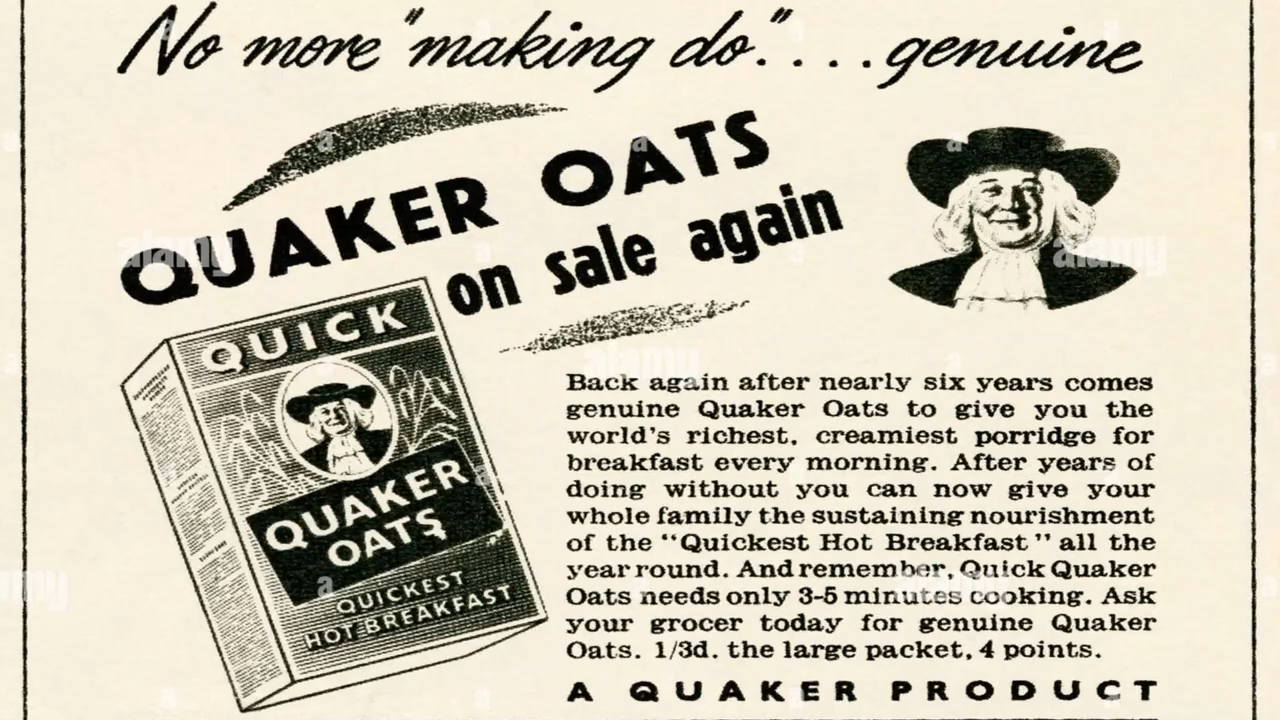 No more "making do"....genuine
QUAKER OATS
on sale again
QUICK
QUAKER
OATS
QUICKEST
HOT BREAKFAST
Back again after nearly six years comes
genuine Quaker Oats to give you the
world's richest, creamiest porridge for
breakfast every morning. After years of
doing without you can now give your
whole family the sustaining nourishment
of the "Quickest Hot Breakfast" all the
year round. And remember, Quick Quaker
Oats needs only 3-5 minutes cooking. Ask
your grocer today for genuine Quaker
Oats. 1/3d. the large packet, 4 points.
A QUAKER PRODUCT
alamy
alamy
alamy
alamy